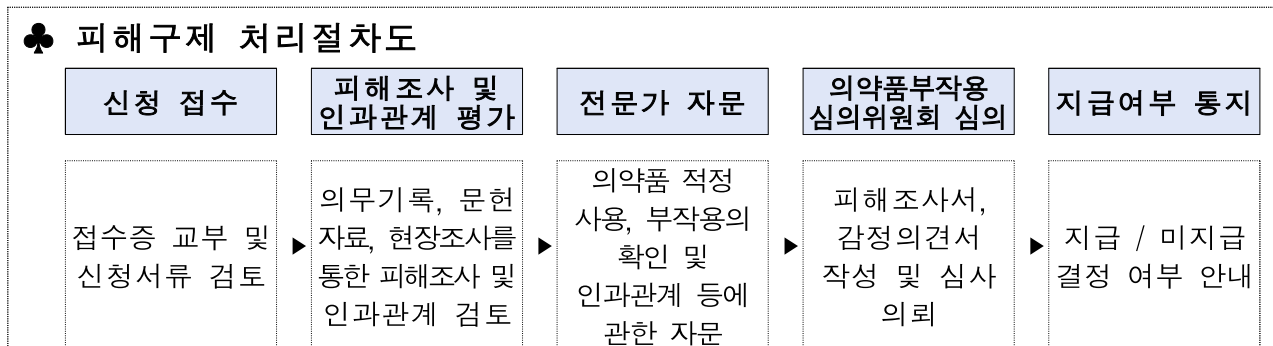 ♣ 피해구제 처리절차도
신청 접수
피해조사 및
인과관계 평가
전문가 자문
의약품부작용
심의위원회 심의
지급여부 통지
접수증 교부 및
신청서류 검토
▶
의무기록, 문헌
자료, 현장조사를
통한 피해조사 및
인과관계 검토
▶
의약품 적정
사용, 부작용의
확인 및
인과관계 등에
관한 자문
▶
피해조사서,
감정의견서
작성 및 심사
의뢰
▶
지급 / 미지급
결정 여부 안내